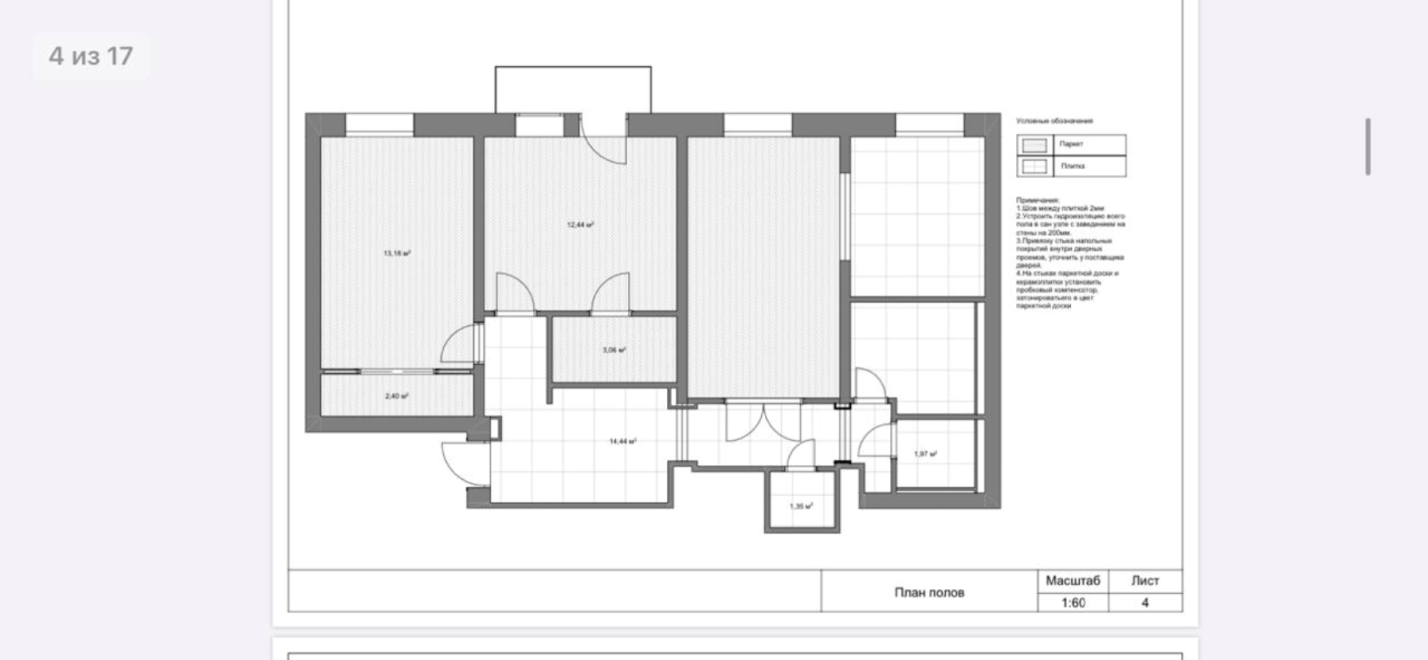 4 из 17
Условные обозначения
Паркет
Плитка
Примечания:
1.Шов между плиткой 2мм
2.Устроить гидроизоляцию всего
пола в сан узле с заведением на
стены на 200мм.
3.Привязку стыка напольных
покрытий внутри дверных
проемов, уточнить у поставщика
дверей.
4.На стыках паркетной доски и
керамоплитки установить
пробковый компенсатор,
затонированного в цвет
паркетной доски
12,44 м²
13,18 м²
3,06 м²
2,40 м²
14,44 м²
1,97 м²
1,35 м²
План полов
Масштаб
Лист
1:60
4